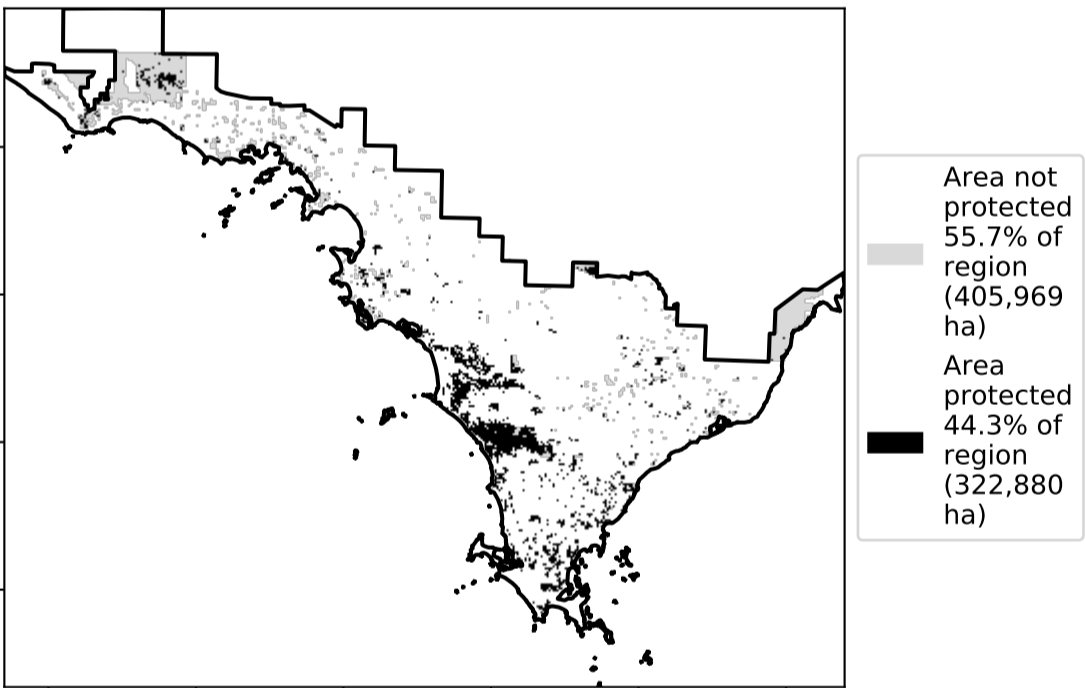 Area not
protected
55.7% of
region
(405,969
ha)
Area
protected
44.3% of
region
(322,880
ha)